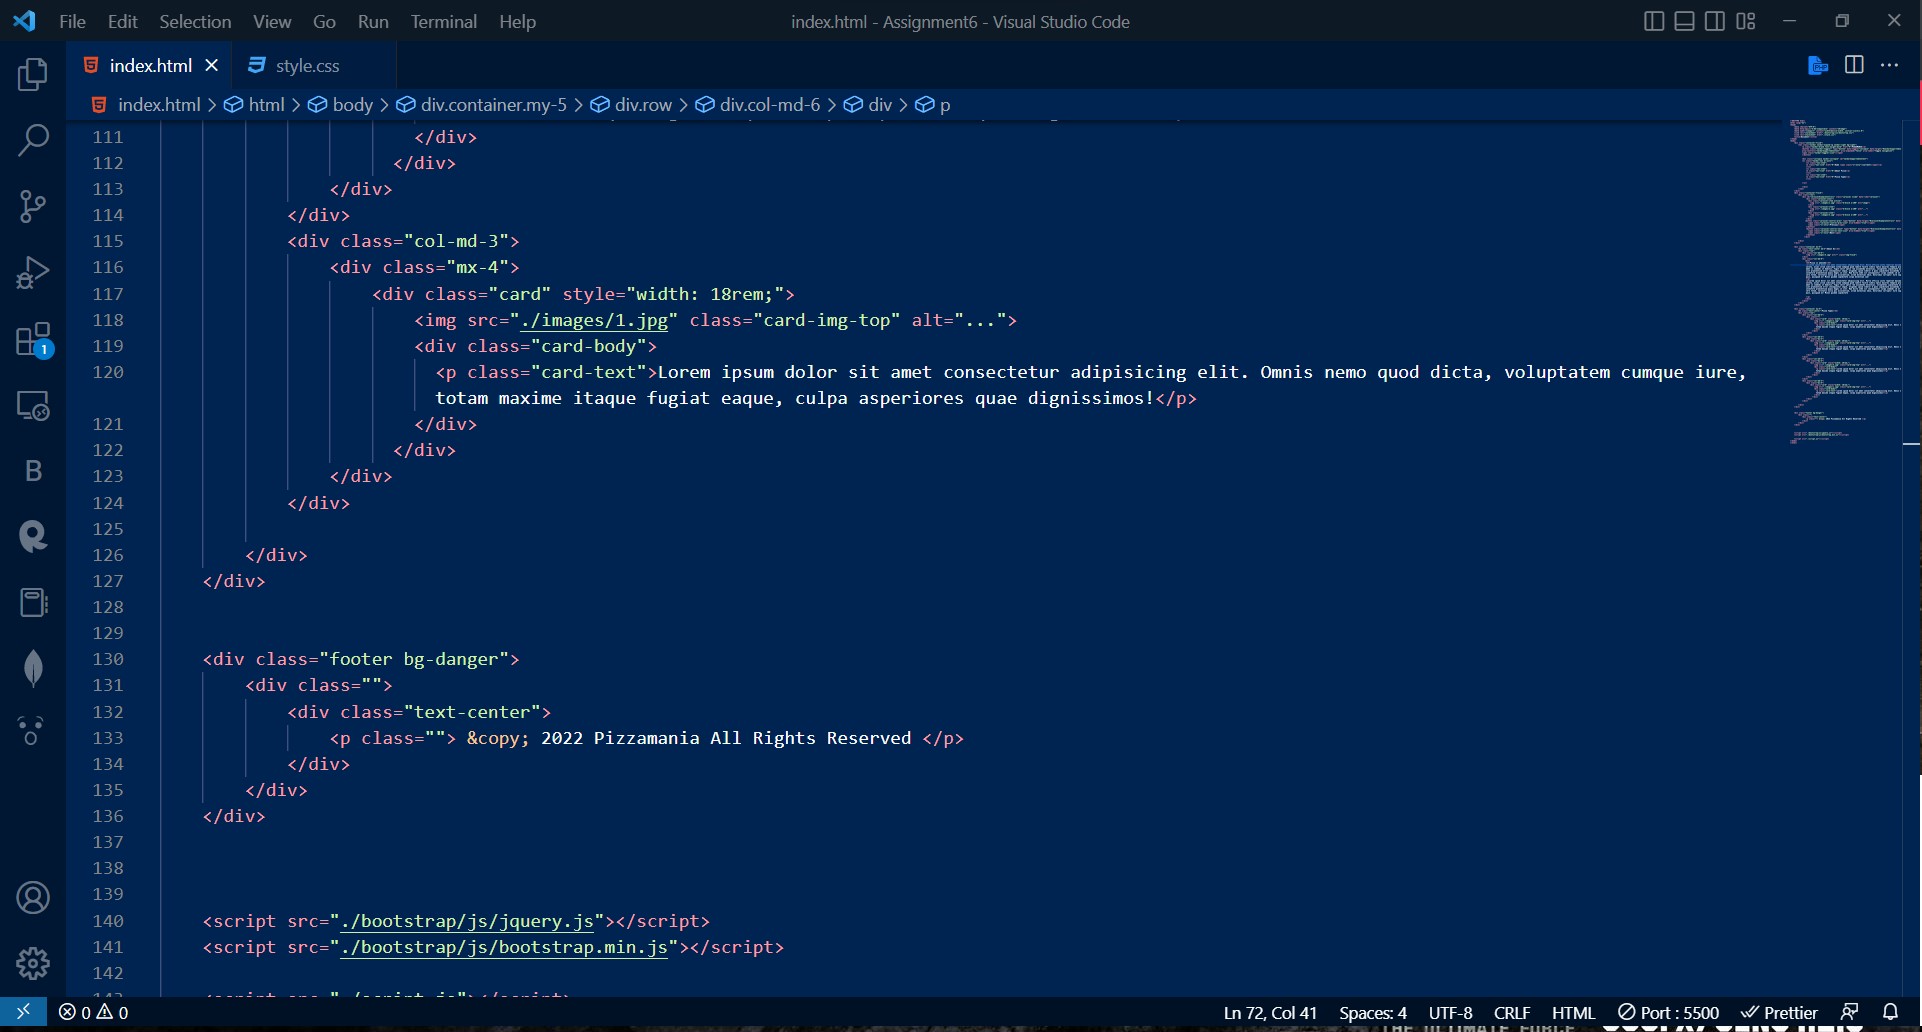 File Edit Selection View Go Run Terminal Help
index.html - Assignment6 - Visual Studio Code
index.html
style.css
index.html > html > body > div.container.my-5 > div.row > div.col-md-6 > div > p
111 </div>
112 </div>
113 </div>
114 </div>
115 <div class="col-md-3">
116 <div class="mx-4">
117 <div class="card" style="width: 18rem;">
118 <img src="./images/1.jpg" class="card-img-top" alt="...">
119 <div class="card-body">
120 <p class="card-text">Lorem ipsum dolor sit amet consectetur adipisicing elit. Omnis nemo quod dicta, voluptatem cumque iure,
totam maxime itaque fugiat eaque, culpa asperiores quae dignissimos!</p>
121 </div>
122 </div>
123 </div>
124 </div>
125
126 </div>
127 </div>
128
129
130 <div class="footer bg-danger">
131 <div class="">
132 <div class="text-center">
133 <p class=""> &copy; 2022 Pizzamania All Rights Reserved </p>
134 </div>
135 </div>
136 </div>
137
138
139
140 <script src="./bootstrap/js/jquery.js"></script>
141 <script src="./bootstrap/js/bootstrap.min.js"></script>
142
1
B
0 0
Ln 72, Col 41 Spaces: 4 UTF-8 CRLF HTML Port : 5500 Prettier